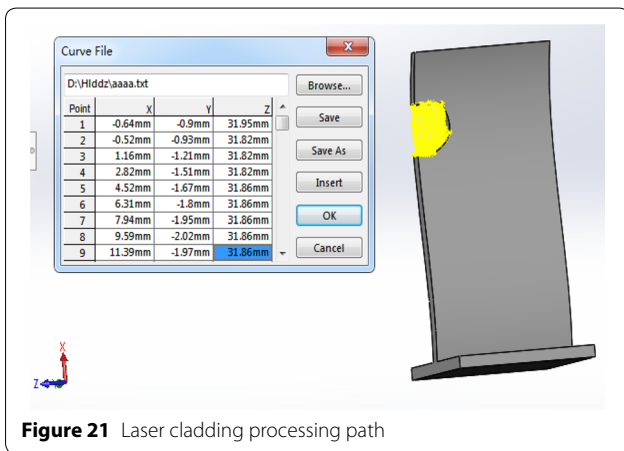 Curve File
D:\HIddz\aaaa.txt
Browse...
Point X Y Z
1 -0.64mm -0.9mm 31.95mm
2 -0.52mm -0.93mm 31.82mm
3 1.16mm -1.21mm 31.82mm
4 2.82mm -1.51mm 31.82mm
5 4.52mm -1.67mm 31.86mm
6 6.31mm -1.8mm 31.86mm
7 7.94mm -1.95mm 31.86mm
8 9.59mm -2.02mm 31.86mm
9 11.39mm -1.97mm 31.86mm
Save
Save As
Insert
OK
Cancel
X
Z
Figure 21 Laser cladding processing path